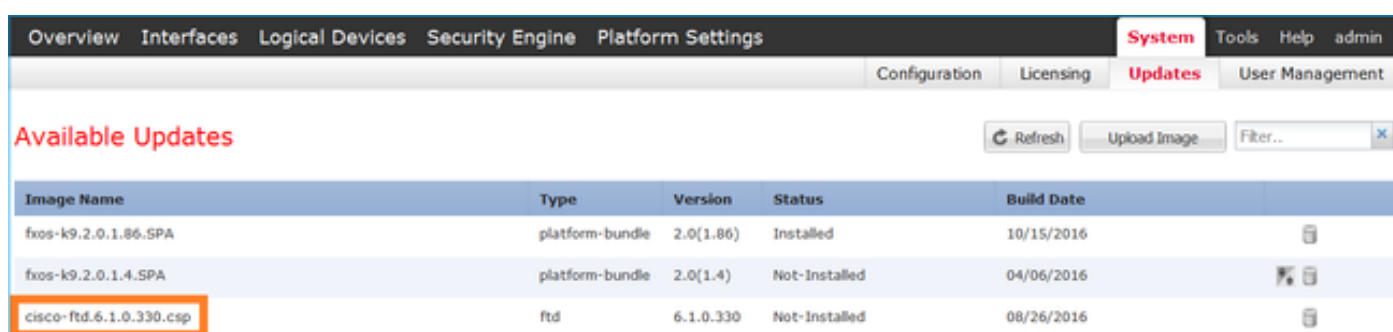 Overview Interfaces Logical Devices Security Engine Platform Settings System Tools Help admin
Configuration Licensing Updates User Management
Available Updates Refresh Upload Image Filter..
Image Name Type Version Status Build Date
fxos-k9.2.0.1.86.SPA platform-bundle 2.0(1.86) Installed 10/15/2016
fxos-k9.2.0.1.4.SPA platform-bundle 2.0(1.4) Not-Installed 04/06/2016
cisco-ftd.6.1.0.330.csp ftd 6.1.0.330 Not-Installed 08/26/2016